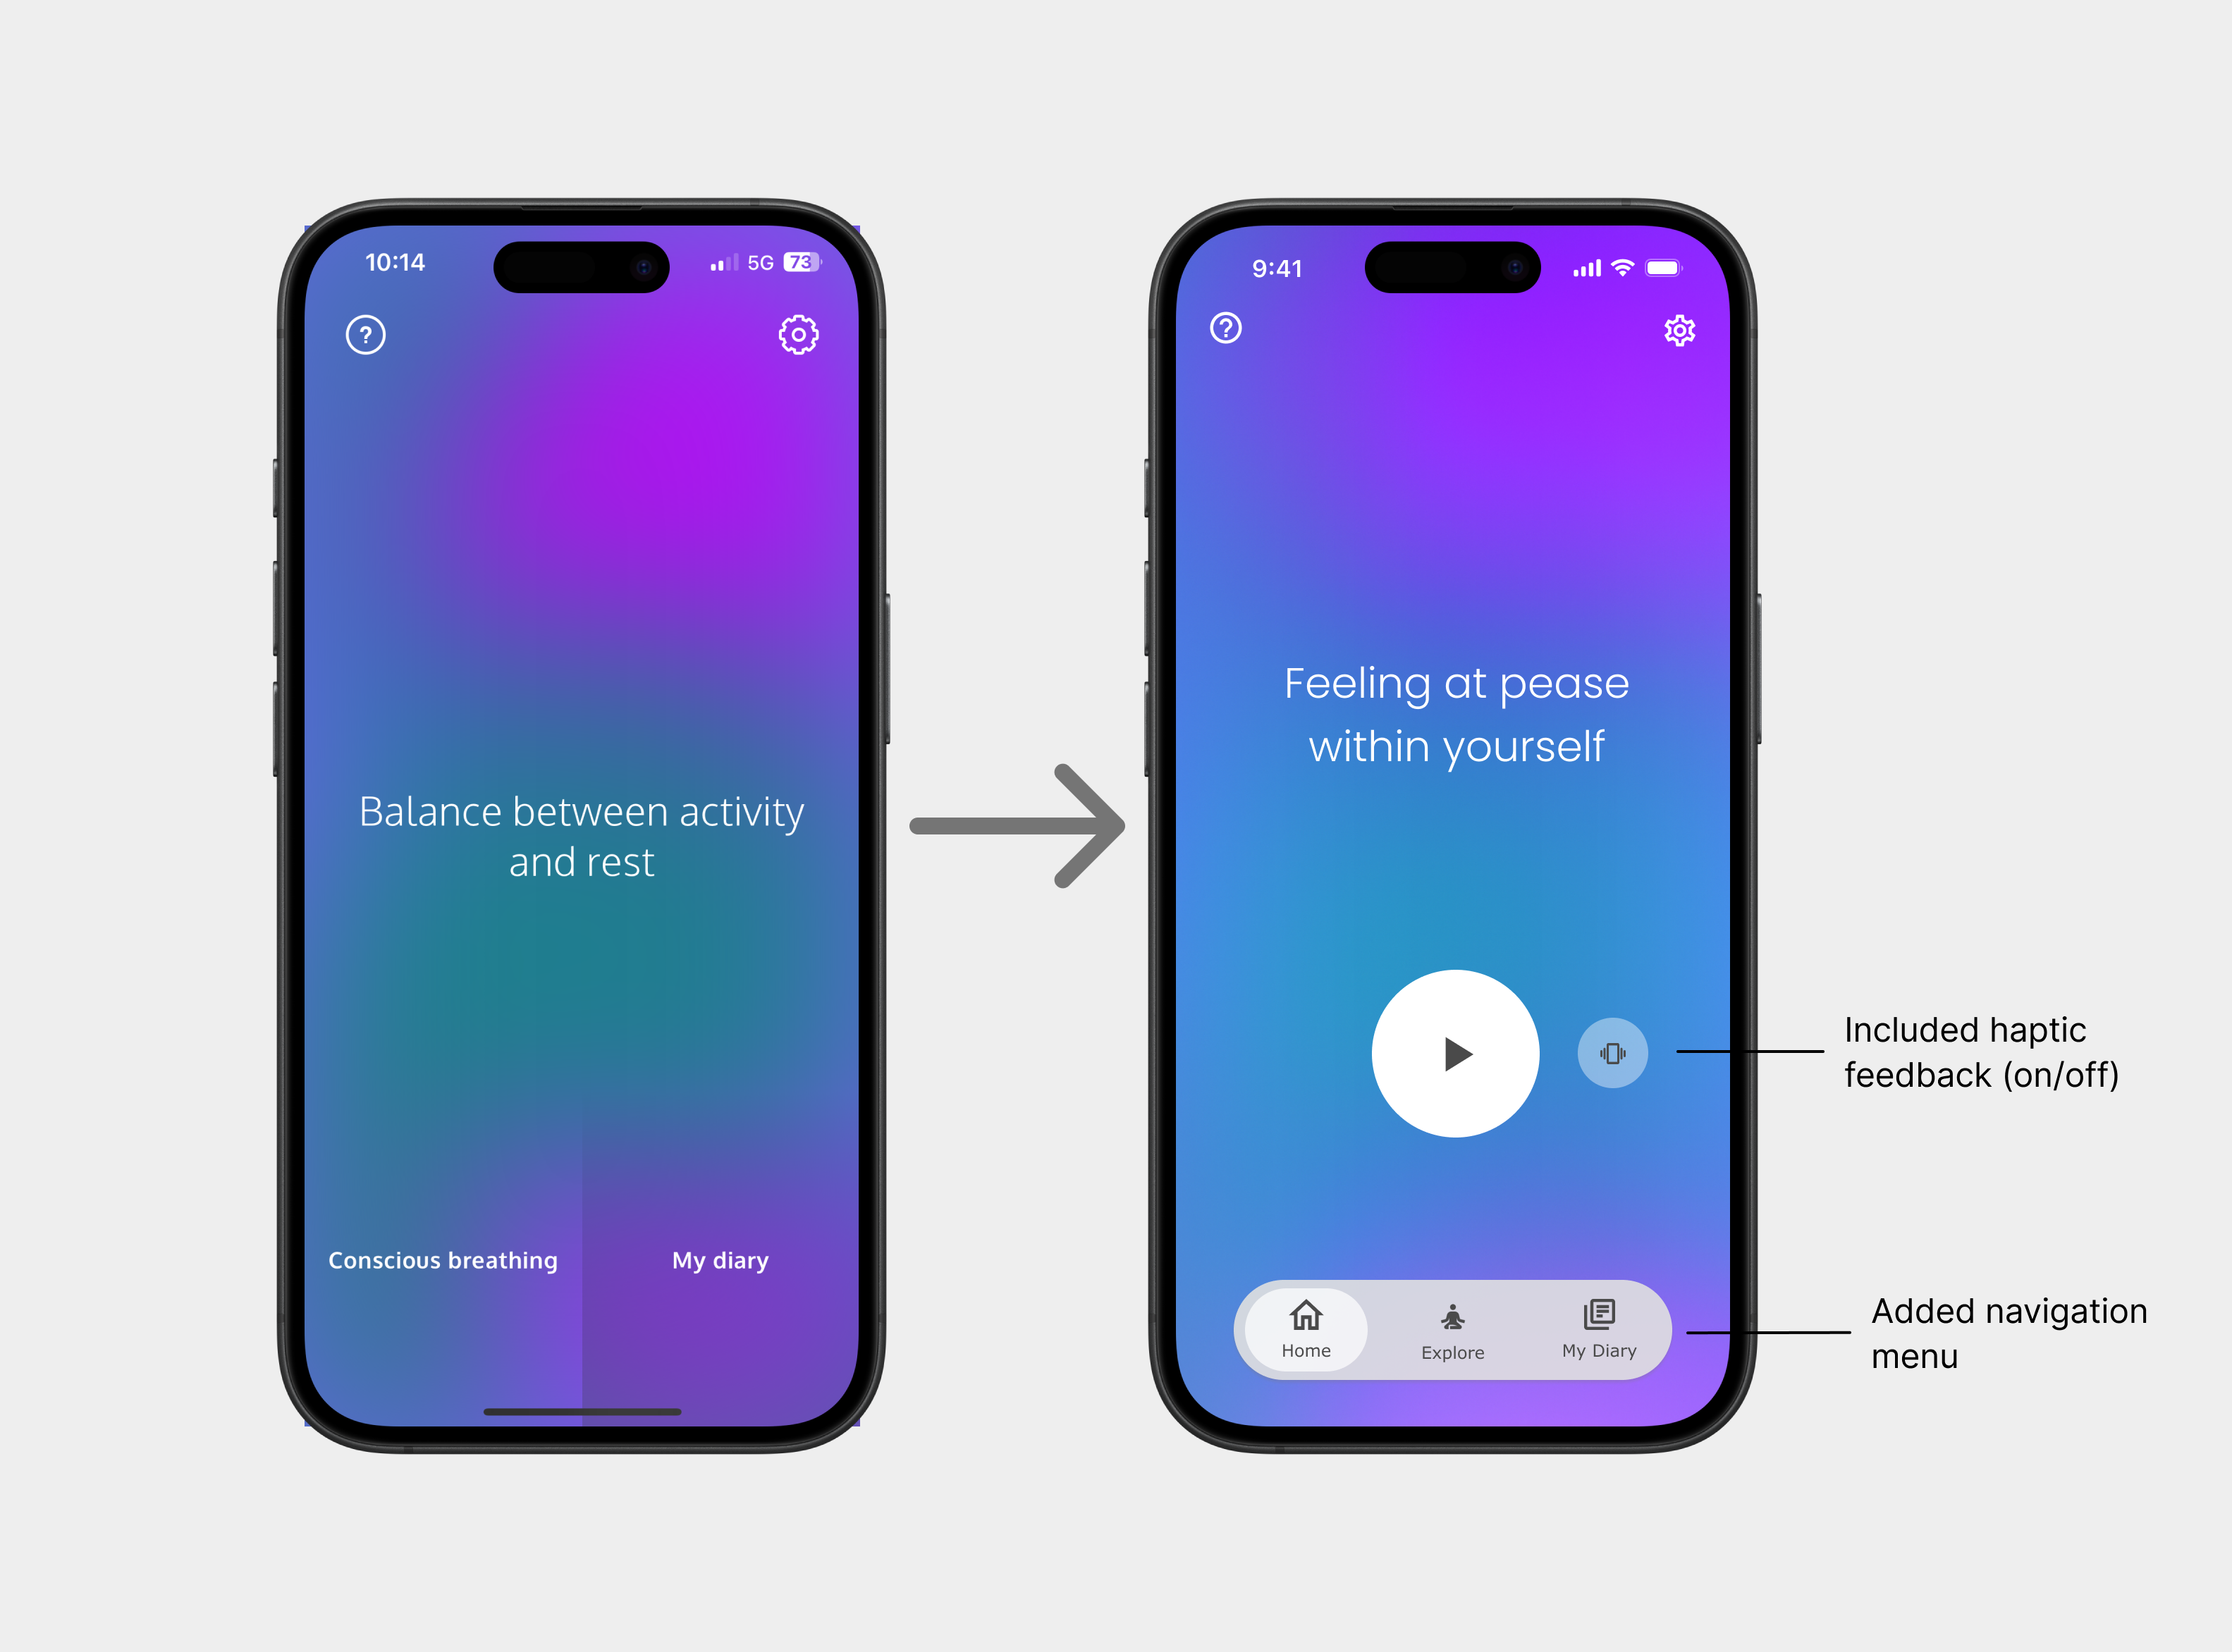 10:14
5G 73
?
Balance between activity
and rest
Conscious breathing
My diary
9:41
?
Feeling at pease
within yourself
Home
Explore
My Diary
Included haptic
feedback (on/off)
Added navigation
menu